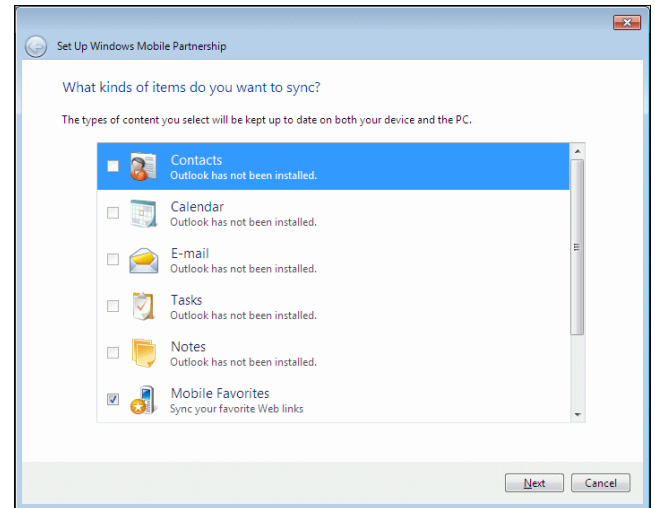 Set Up Windows Mobile Partnership
What kinds of items do you want to sync?
The types of content you select will be kept up to date on both your device and the PC.
Contacts
Outlook has not been installed.
Calendar
Outlook has not been installed.
E-mail
Outlook has not been installed.
Tasks
Outlook has not been installed.
Notes
Outlook has not been installed.
Mobile Favorites
Sync your favorite Web links
Next
Cancel